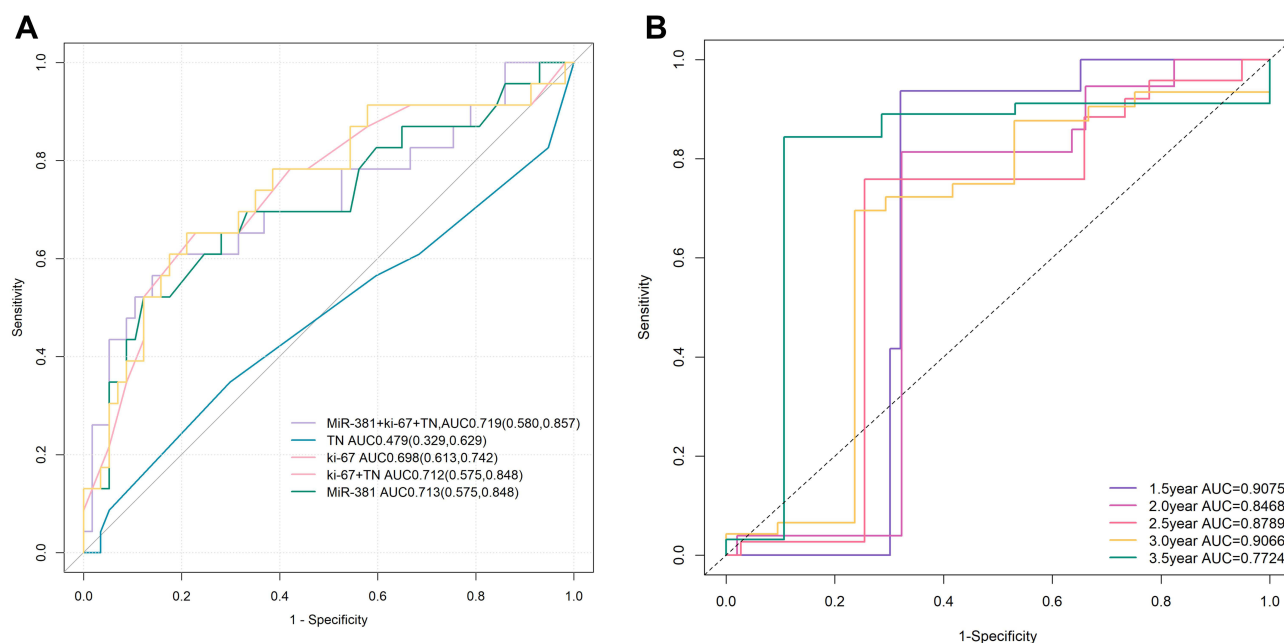 A
1.0
0.8
0.6
0.4
0.2
0.0
Sensitivity
MiR-381+ki-67+TN,AUC0.719(0.580,0.857)
TN AUC0.479(0.329,0.629)
ki-67 AUC0.698(0.613,0.742)
ki-67+TN AUC0.712(0.575,0.848)
MiR-381 AUC0.713(0.575,0.848)
0.0 0.2 0.4 0.6 0.8 1.0
1 - Specificity
B
1.0
0.8
0.6
0.4
0.2
0.0
Sensitivity
1.5year AUC=0.9075
2.0year AUC=0.8468
2.5year AUC=0.8789
3.0year AUC=0.9066
3.5year AUC=0.7724
0.0 0.2 0.4 0.6 0.8 1.0
1-Specificity